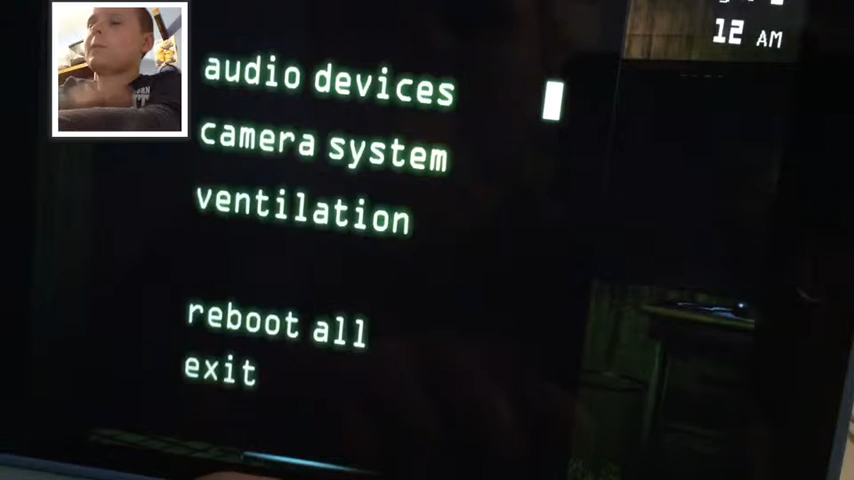 12 AM
audio devices
camera system
ventilation
reboot all
exit